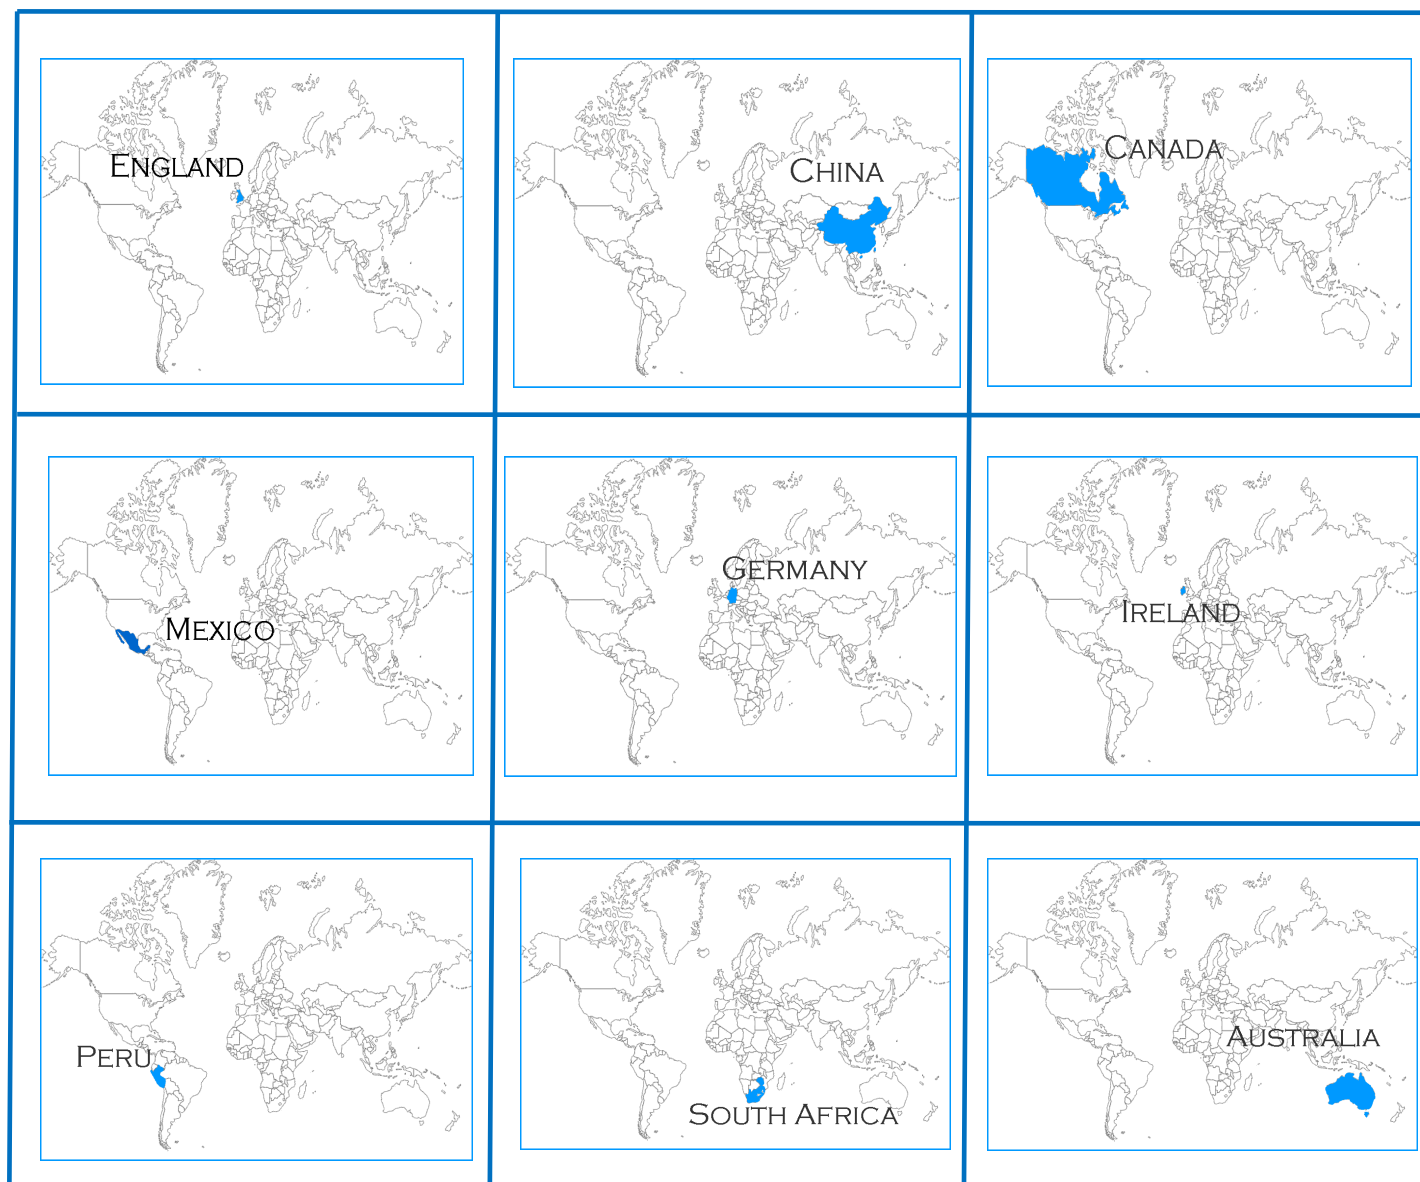 England
China
Canada
Mexico
Germany
Ireland
Peru
South Africa
Australia